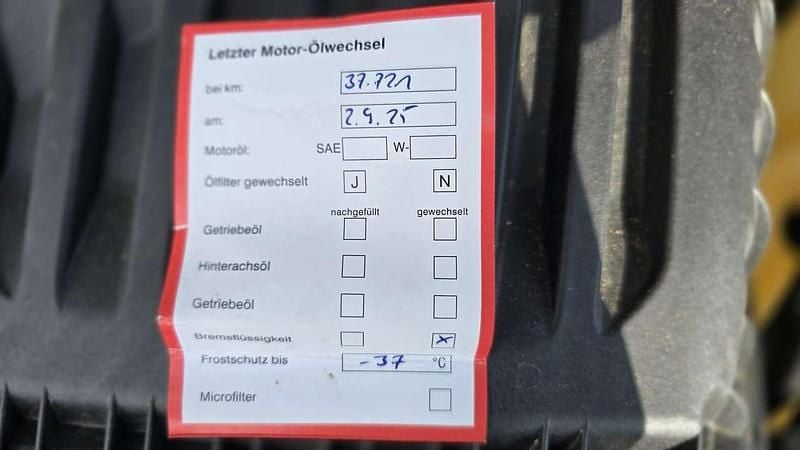 Letzter Motor-Ölwechsel
bei km: 37.721
am: 2.9.25
Motoröl: SAE W-
Ölfilter gewechselt J N
nachgefüllt gewechselt
Getriebeöl
Hinterachsöl
Getriebeöl
Bremsflüssigkeit x
Frostschutz bis -37 °C
Microfilter